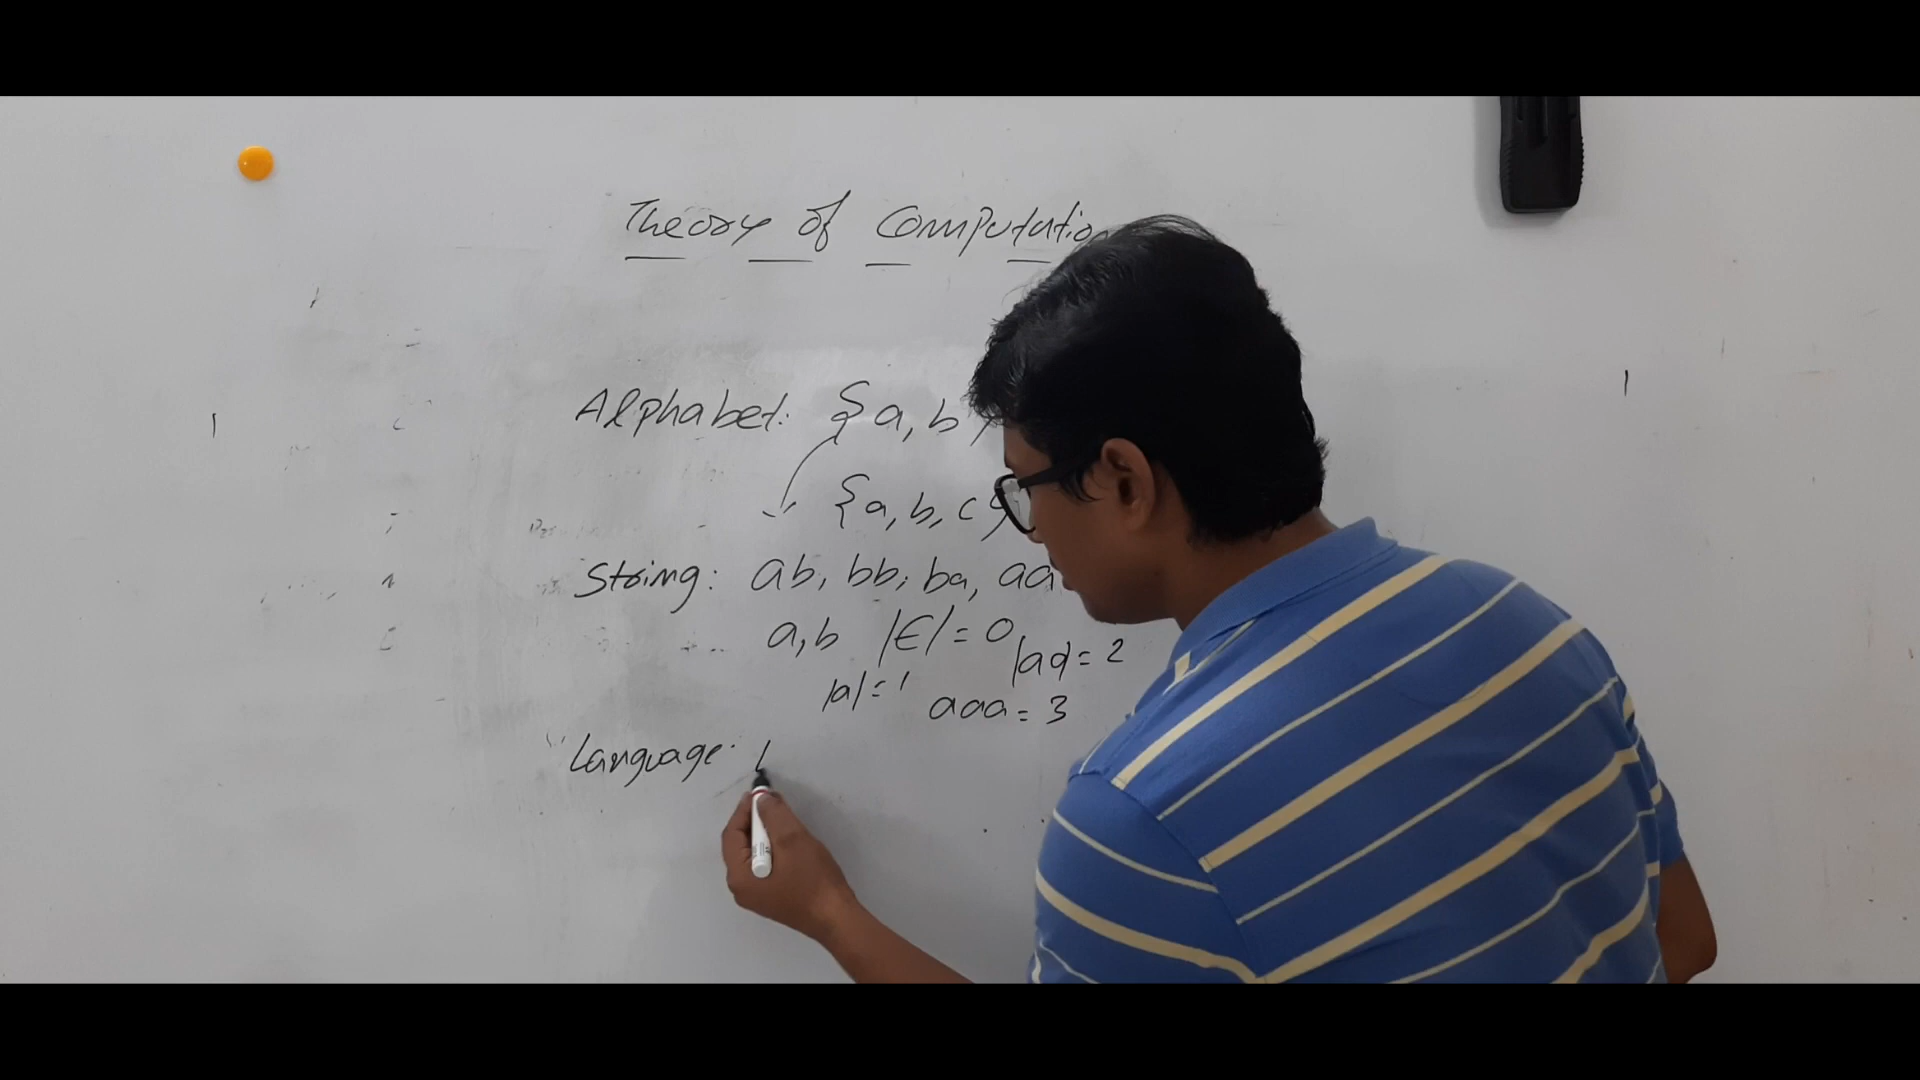 Theory of Computation
Alphabet: {a, b
{a, b, c}
String: ab, bb, ba, aa
a, b |ϵ| = 0
|aa| = 2
|a| = 1
aaa = 3
Language: L